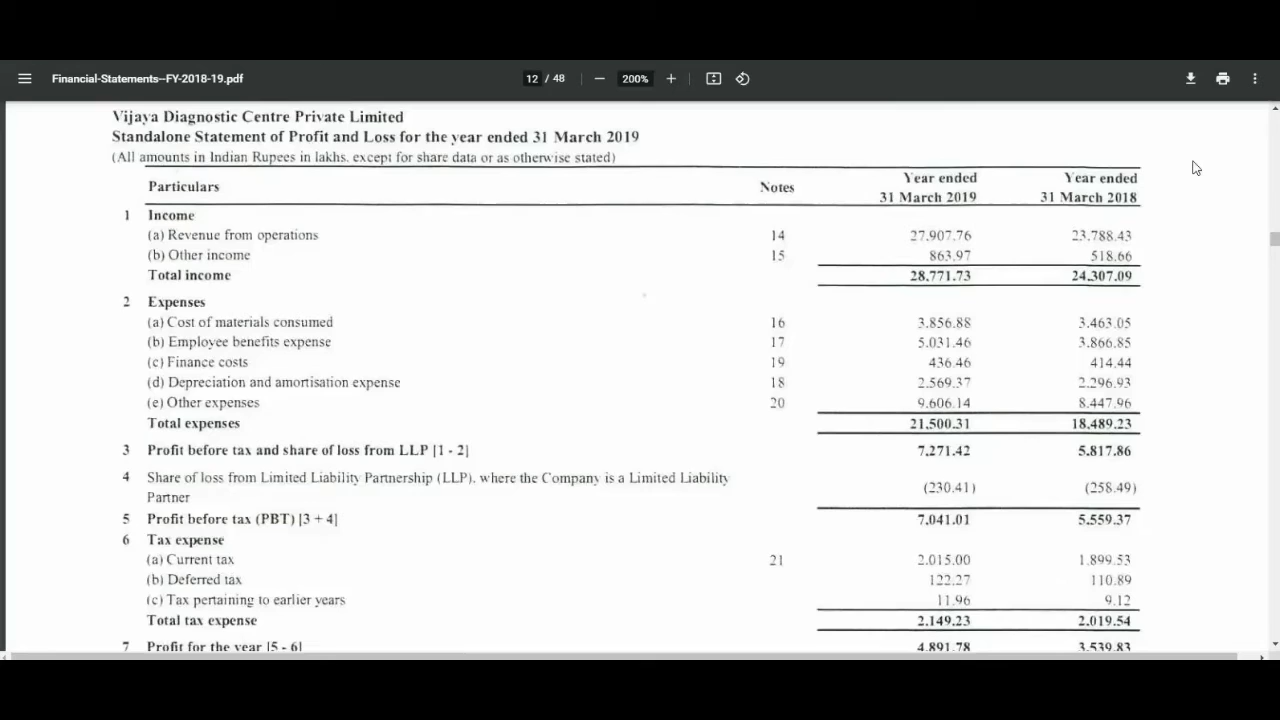 Financial-Statements--FY-2018-19.pdf 12 / 48 200%
Vijaya Diagnostic Centre Private Limited
Standalone Statement of Profit and Loss for the year ended 31 March 2019
(All amounts in Indian Rupees in lakhs, except for share data or as otherwise stated)
Particulars Notes Year ended 31 March 2019 Year ended 31 March 2018
1 Income
(a) Revenue from operations 14 27,907.76 23,788.43
(b) Other income 15 863.97 518.66
Total income 28,771.73 24,307.09
2 Expenses
(a) Cost of materials consumed 16 3,856.88 3,463.05
(b) Employee benefits expense 17 5,031.46 3,866.85
(c) Finance costs 19 436.46 414.44
(d) Depreciation and amortisation expense 18 2,569.37 2,296.93
(e) Other expenses 20 9,606.14 8,447.96
Total expenses 21,500.31 18,489.23
3 Profit before tax and share of loss from LLP [1 - 2] 7,271.42 5,817.86
4 Share of loss from Limited Liability Partnership (LLP), where the Company is a Limited Liability
Partner (230.41) (258.49)
5 Profit before tax (PBT) [3 + 4] 7,041.01 5,559.37
6 Tax expense
(a) Current tax 21 2,015.00 1,899.53
(b) Deferred tax 122.27 110.89
(c) Tax pertaining to earlier years 11.96 9.12
Total tax expense 2,149.23 2,019.54
7 Profit for the year [5 - 6] 4,891.78 3,539.83